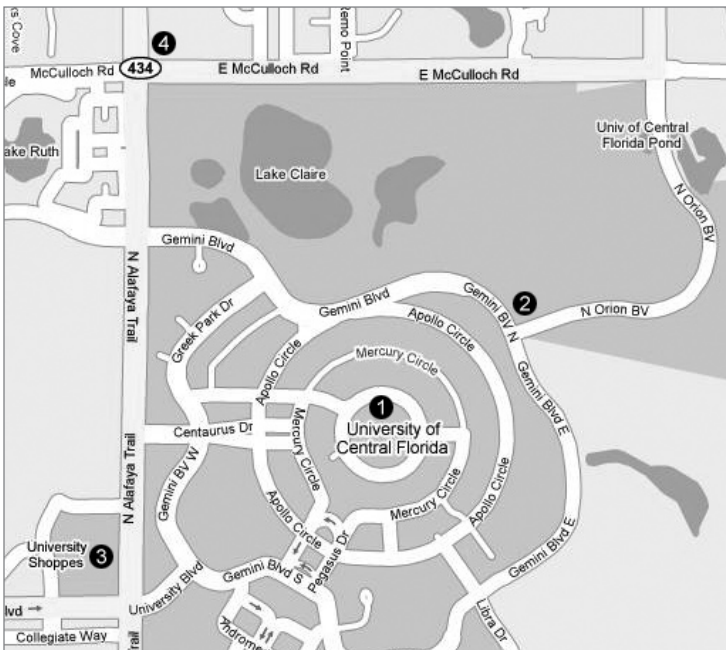 4
McCulloch Rd
434
E McCulloch Rd
E McCulloch Rd
Remo Point
rs Cove
le
ake Ruth
Lake Claire
Univ of Central
Florida Pond
N Orion BV
N Orion BV
Gemini Blvd
Gemini Blvd
Gemini BV N
2
N Alafaya Trail
Greek Park Dr
Apollo Circle
Apollo Circle
Mercury Circle
Gemini Blvd E
1
University of
Central Florida
Centaurus Dr
Mercury Circle
N Alafaya Trail
Gemini BV W
Mercury Circle
Apollo Circle
Apollo Circle
University
Shoppes
3
Pegasus Dr
Gemini Blvd S
Gemini Blvd E
University Blvd
lvd
Libra Dr
Androme
Collegiate Way
Trail